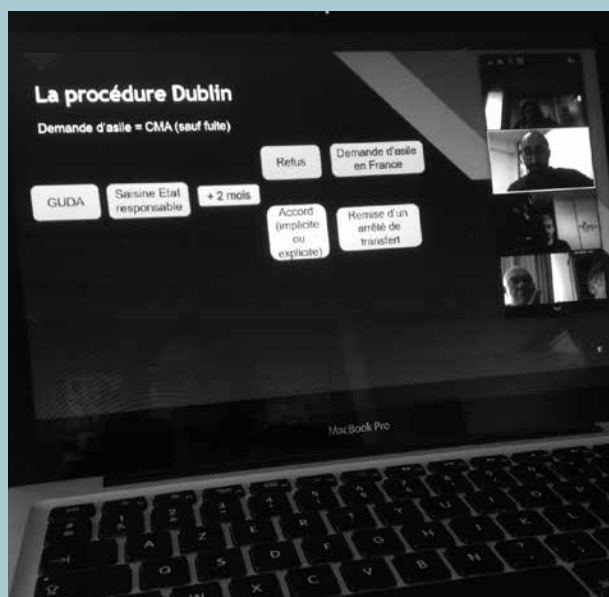 La procédure Dublin
Demande d'asile = CMA (sauf fuite)
Refus
Demande d'asile
en France
GUDA
Saisine Etat
responsable
+ 2 mois
Accord
(implicite
ou
explicite)
Remise d'un
arrêté de
transfert
MacBook Pro
A Z E R T Y U I
Q S D F G H J K L
W X C V B N